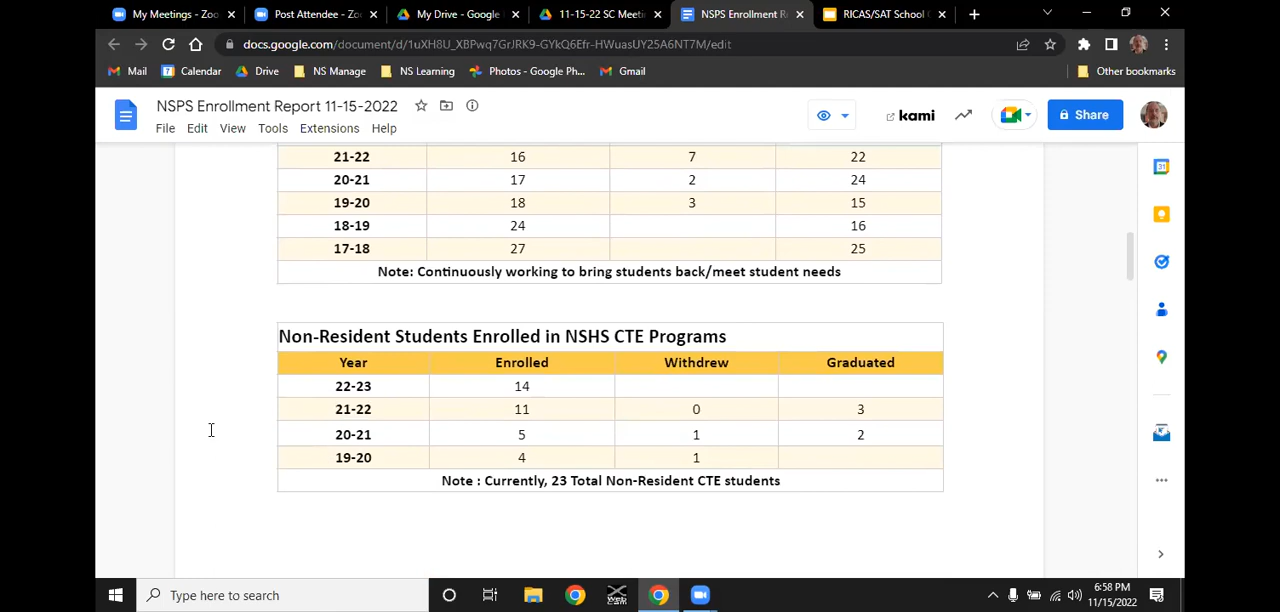 My Meetings - Zoo
Post Attendee - Zoo
My Drive - Google
11-15-22 SC Meeti
NSPS Enrollment R
RICAS/SAT School
docs.google.com/document/d/1uXH8U_XBPwq7GrJRK9-GYkQ6Efr-HWuasUY25A6NT7M/edit
Mail Calendar Drive NS Manage NS Learning Photos - Google Ph... Gmail Other bookmarks
NSPS Enrollment Report 11-15-2022
kami
Share
File Edit View Tools Extensions Help
21-22 16 7 22
20-21 17 2 24
19-20 18 3 15
18-19 24 16
17-18 27 25
Note: Continuously working to bring students back/meet student needs
Non-Resident Students Enrolled in NSHS CTE Programs
Year Enrolled Withdrew Graduated
22-23 14
21-22 11 0 3
20-21 5 1 2
19-20 4 1
Note : Currently, 23 Total Non-Resident CTE students
Type here to search
6:58 PM
11/15/2022